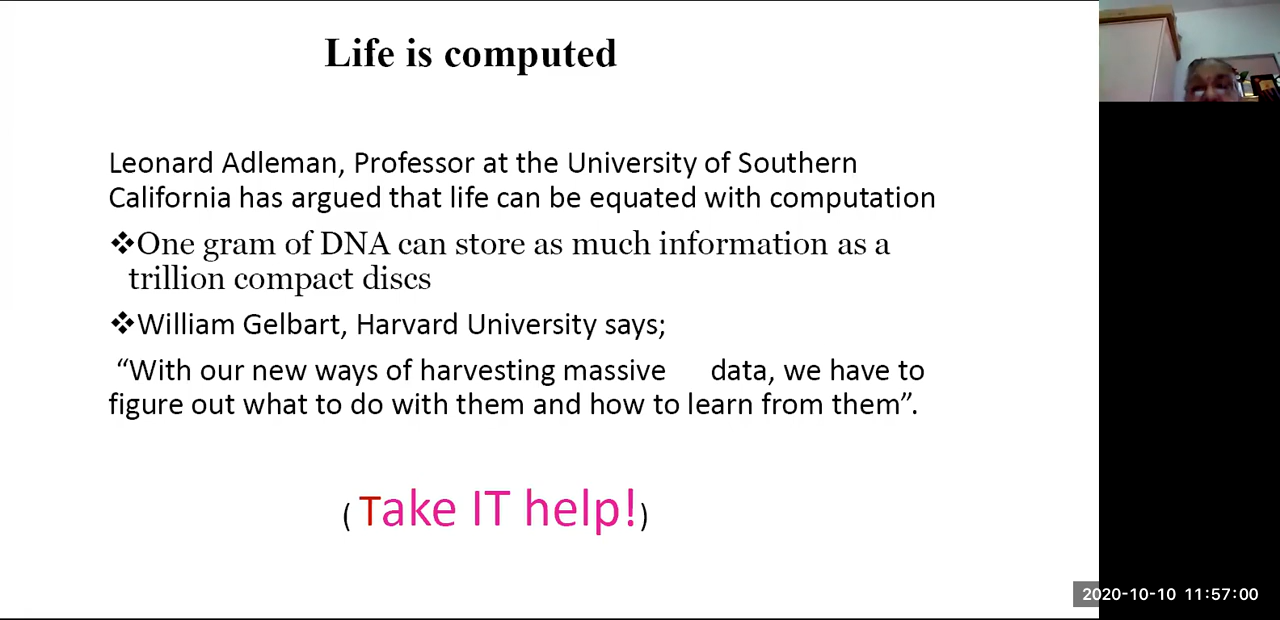 Life is computed
Leonard Adleman, Professor at the University of Southern
California has argued that life can be equated with computation
❖One gram of DNA can store as much information as a
trillion compact discs
❖William Gelbart, Harvard University says;
“With our new ways of harvesting massive data, we have to
figure out what to do with them and how to learn from them”.
( Take IT help!)
2020-10-10 11:57:00